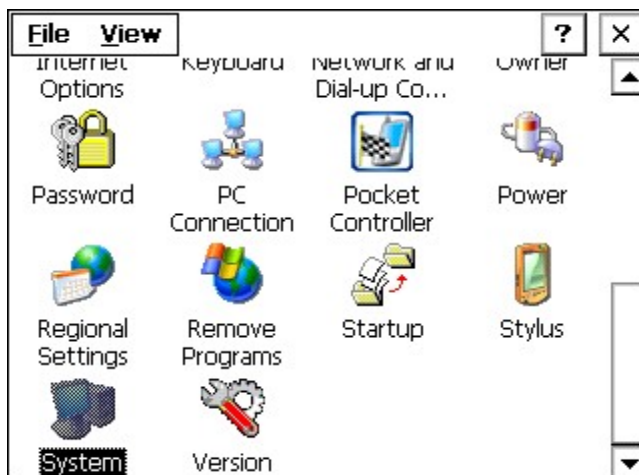 File View ?
Internet Keyboard Network and Owner
Options Dial-up Co...
Password PC Pocket Power
Connection Controller
Regional Remove Startup Stylus
Settings Programs
System Version